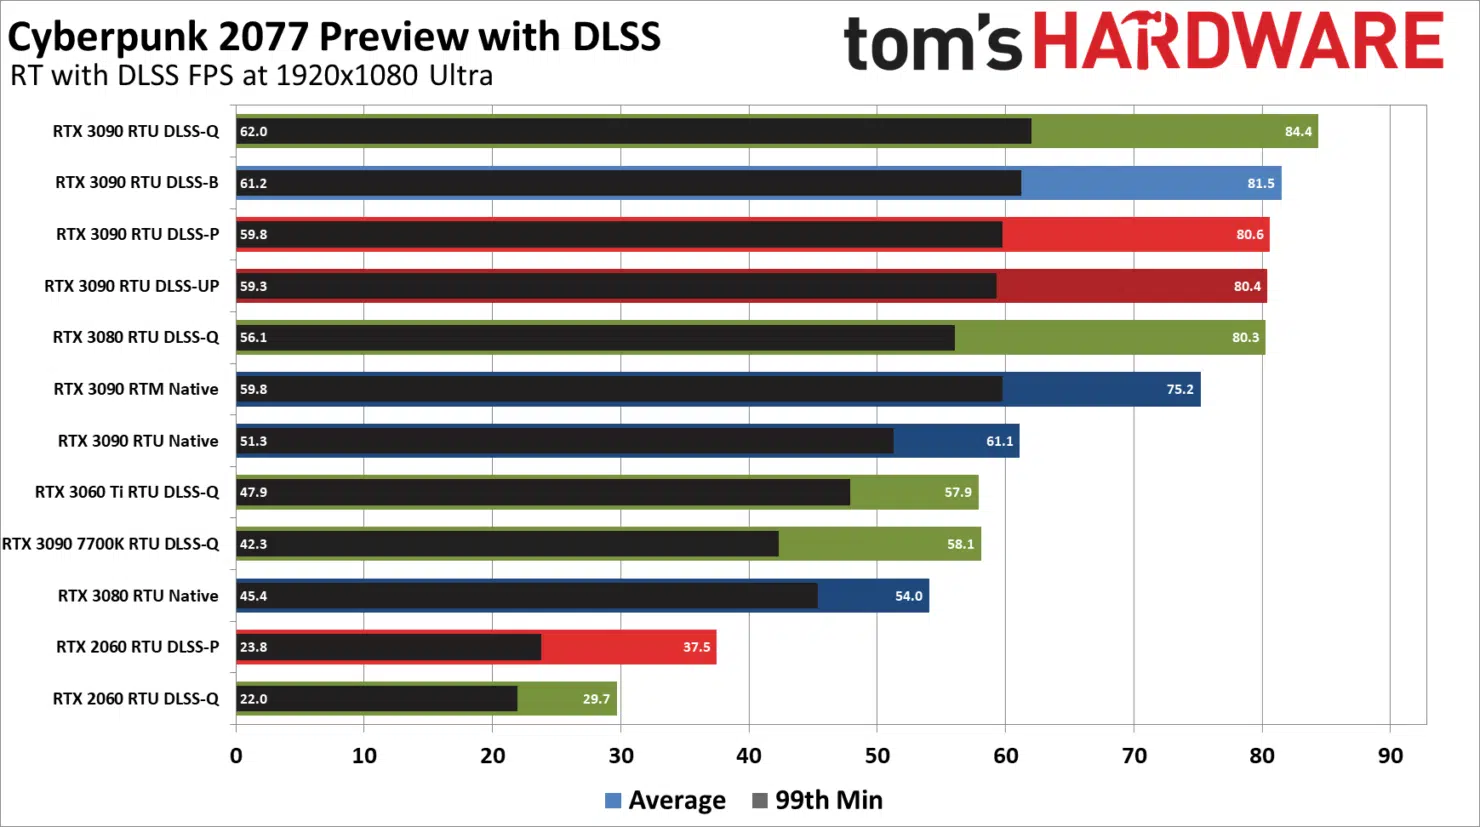 Cyberpunk 2077 Preview with DLSS
RT with DLSS FPS at 1920x1080 Ultra
tom's HARDWARE
RTX 3090 RTU DLSS-Q 62.0 84.4
RTX 3090 RTU DLSS-B 61.2 81.5
RTX 3090 RTU DLSS-P 59.8 80.6
RTX 3090 RTU DLSS-UP 59.3 80.4
RTX 3080 RTU DLSS-Q 56.1 80.3
RTX 3090 RTM Native 59.8 75.2
RTX 3090 RTU Native 51.3 61.1
RTX 3060 Ti RTU DLSS-Q 47.9 57.9
RTX 3090 7700K RTU DLSS-Q 42.3 58.1
RTX 3080 RTU Native 45.4 54.0
RTX 2060 RTU DLSS-P 23.8 37.5
RTX 2060 RTU DLSS-Q 22.0 29.7
0 10 20 30 40 50 60 70 80 90
Average 99th Min